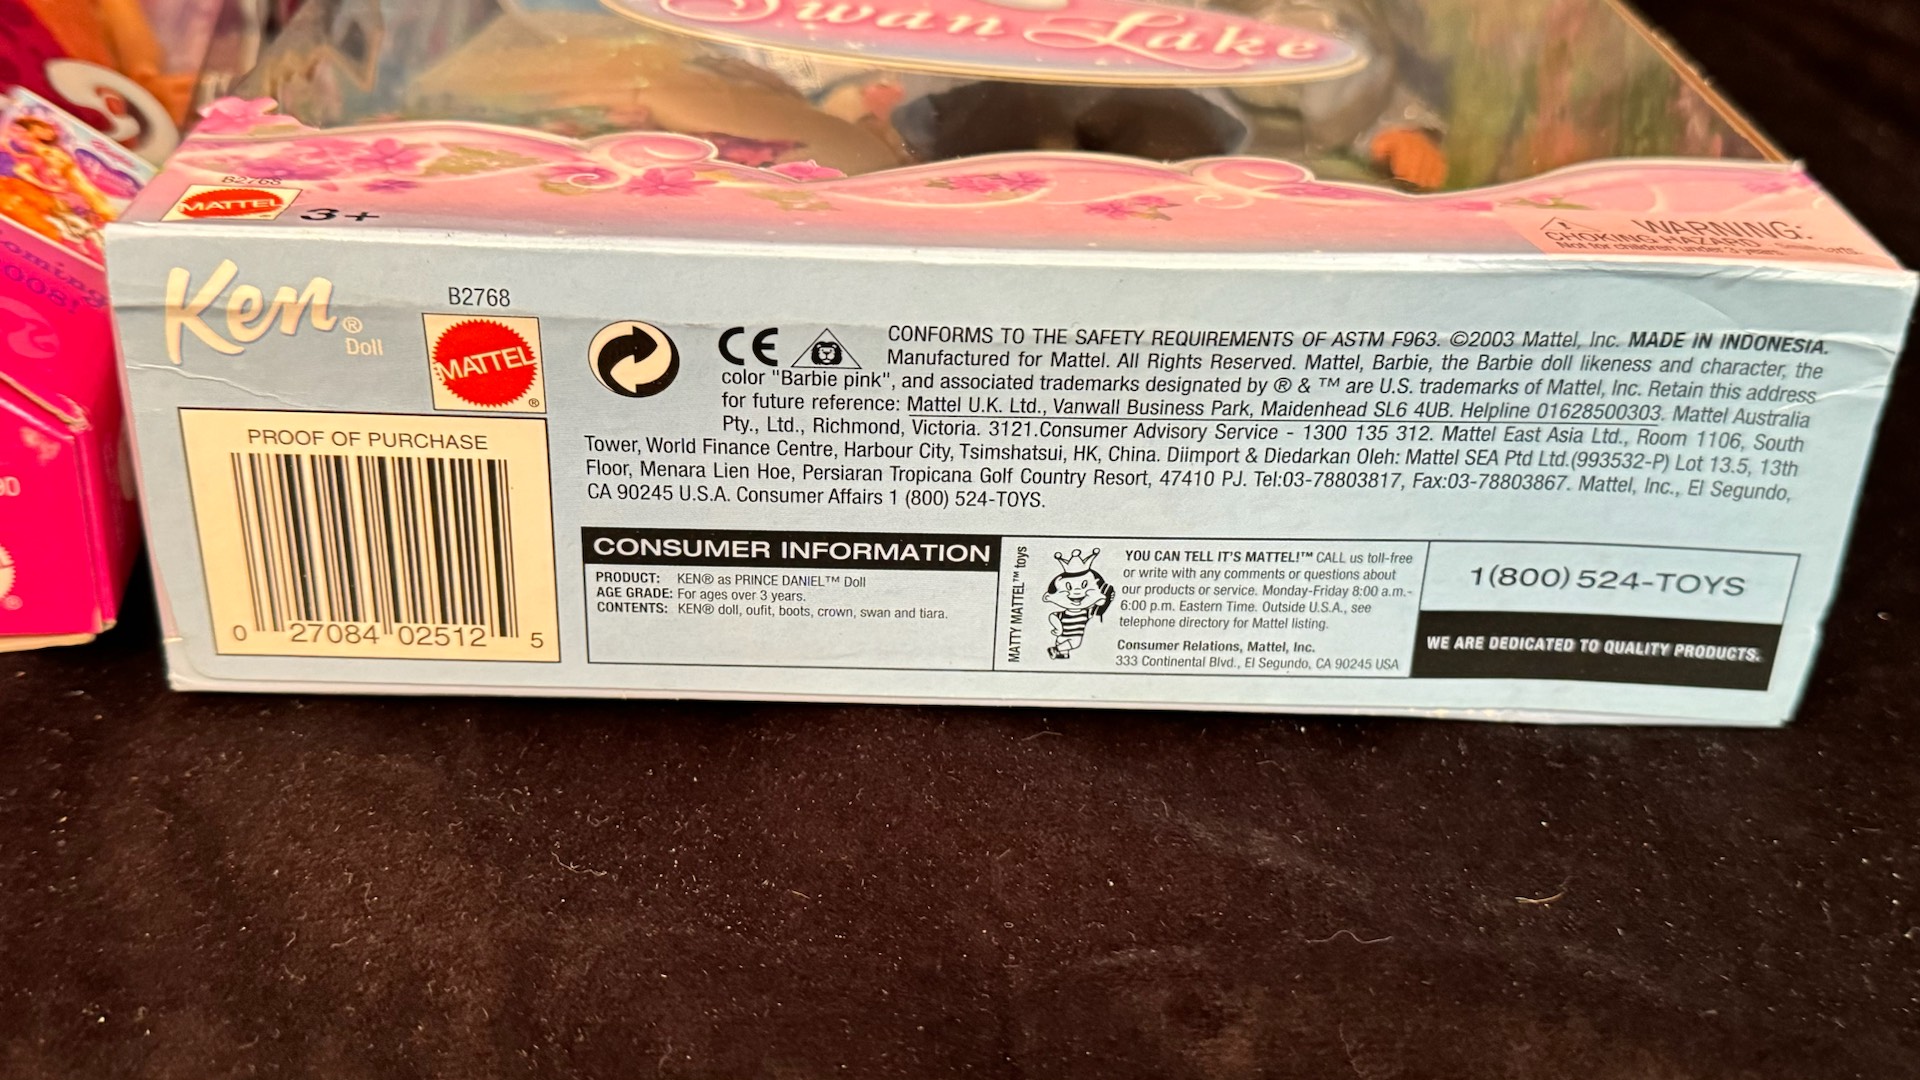 Swan Lake
B2768
MATTEL
3+
WARNING:
CHOKING HAZARD - Small parts.
Not for children under 3 years.
Ken®
Doll
B2768
MATTEL
®
CE
CONFORMS TO THE SAFETY REQUIREMENTS OF ASTM F963. ©2003 Mattel, Inc. MADE IN INDONESIA.
Manufactured for Mattel. All Rights Reserved. Mattel, Barbie, the Barbie doll likeness and character, the
color "Barbie pink", and associated trademarks designated by ® & ™ are U.S. trademarks of Mattel, Inc. Retain this address
for future reference: Mattel U.K. Ltd., Vanwall Business Park, Maidenhead SL6 4UB. Helpline 01628500303. Mattel Australia
Pty., Ltd., Richmond, Victoria. 3121.Consumer Advisory Service - 1300 135 312. Mattel East Asia Ltd., Room 1106, South
Tower, World Finance Centre, Harbour City, Tsimshatsui, HK, China. Diimport & Diedarkan Oleh: Mattel SEA Ptd Ltd.(993532-P) Lot 13.5, 13th
Floor, Menara Lien Hoe, Persiaran Tropicana Golf Country Resort, 47410 PJ. Tel:03-78803817, Fax:03-78803867. Mattel, Inc., El Segundo,
CA 90245 U.S.A. Consumer Affairs 1 (800) 524-TOYS.
PROOF OF PURCHASE
0 27084 02512 5
CONSUMER INFORMATION
PRODUCT: KEN® as PRINCE DANIEL™ Doll
AGE GRADE: For ages over 3 years.
CONTENTS: KEN® doll, oufit, boots, crown, swan and tiara.
MATTY MATTEL™ toys
YOU CAN TELL IT'S MATTEL!™ CALL us toll-free
or write with any comments or questions about
our products or service. Monday-Friday 8:00 a.m.-
6:00 p.m. Eastern Time. Outside U.S.A., see
telephone directory for Mattel listing.
Consumer Relations, Mattel, Inc.
333 Continental Blvd., El Segundo, CA 90245 USA
1(800) 524-TOYS
WE ARE DEDICATED TO QUALITY PRODUCTS.